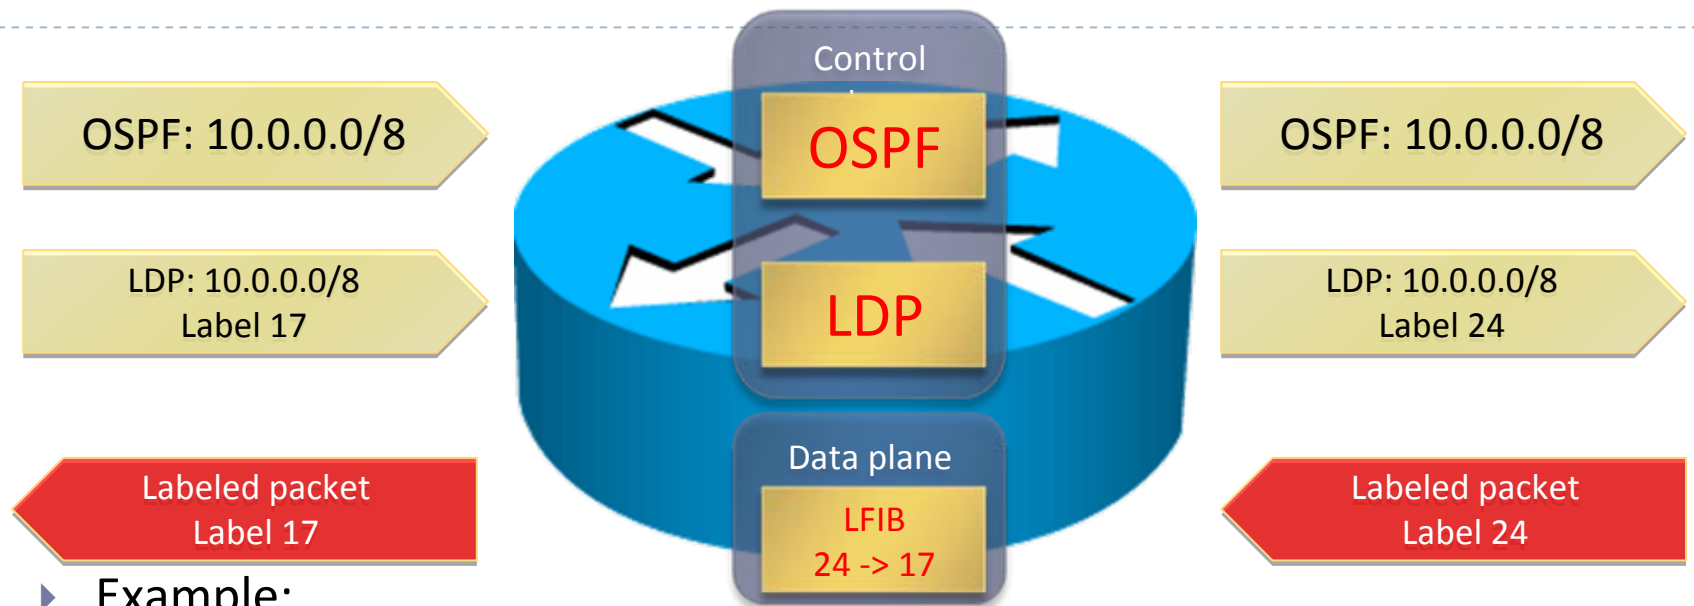 Control
OSPF: 10.0.0.0/8
OSPF
OSPF: 10.0.0.0/8
LDP: 10.0.0.0/8
Label 17
LDP
LDP: 10.0.0.0/8
Label 24
Labeled packet
Label 17
Data plane
LFIB
24 -> 17
Labeled packet
Label 24
Example: